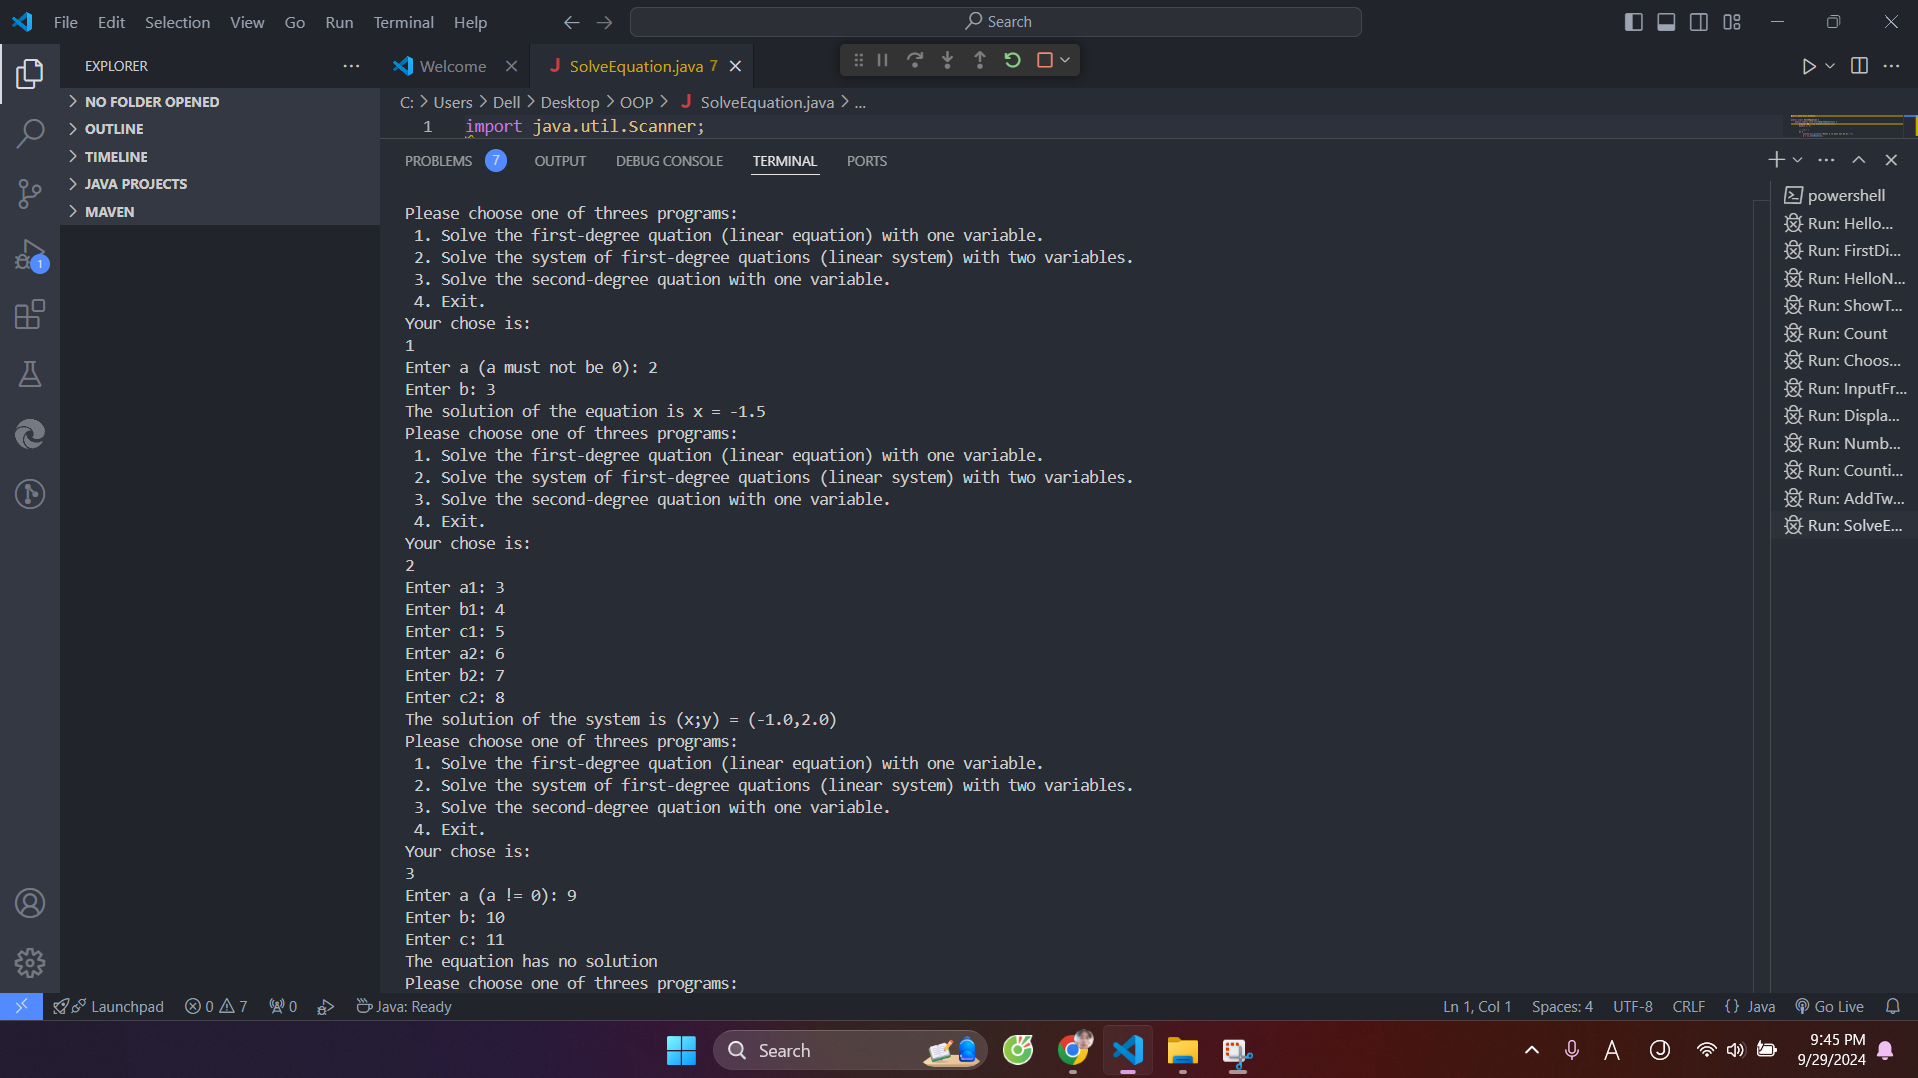 File Edit Selection View Go Run Terminal Help
Search
EXPLORER
NO FOLDER OPENED
OUTLINE
TIMELINE
JAVA PROJECTS
MAVEN
1
Welcome
J SolveEquation.java 7
C: > Users > Dell > Desktop > OOP > J SolveEquation.java > ...
1 import java.util.Scanner;
PROBLEMS 7 OUTPUT DEBUG CONSOLE TERMINAL PORTS
Please choose one of threes programs:
1. Solve the first-degree quation (linear equation) with one variable.
2. Solve the system of first-degree quations (linear system) with two variables.
3. Solve the second-degree quation with one variable.
4. Exit.
Your chose is:
1
Enter a (a must not be 0): 2
Enter b: 3
The solution of the equation is x = -1.5
Please choose one of threes programs:
1. Solve the first-degree quation (linear equation) with one variable.
2. Solve the system of first-degree quations (linear system) with two variables.
3. Solve the second-degree quation with one variable.
4. Exit.
Your chose is:
2
Enter a1: 3
Enter b1: 4
Enter c1: 5
Enter a2: 6
Enter b2: 7
Enter c2: 8
The solution of the system is (x;y) = (-1.0,2.0)
Please choose one of threes programs:
1. Solve the first-degree quation (linear equation) with one variable.
2. Solve the system of first-degree quations (linear system) with two variables.
3. Solve the second-degree quation with one variable.
4. Exit.
Your chose is:
3
Enter a (a != 0): 9
Enter b: 10
Enter c: 11
The equation has no solution
Please choose one of threes programs:
powershell
Run: Hello...
Run: FirstDi...
Run: HelloN...
Run: ShowT...
Run: Count
Run: Choos...
Run: InputFr...
Run: Displa...
Run: Numb...
Run: Counti...
Run: AddTw...
Run: SolveE...
Launchpad 0 7 0 Java: Ready
Ln 1, Col 1 Spaces: 4 UTF-8 CRLF {} Java Go Live
Search
A J
9:45 PM
9/29/2024